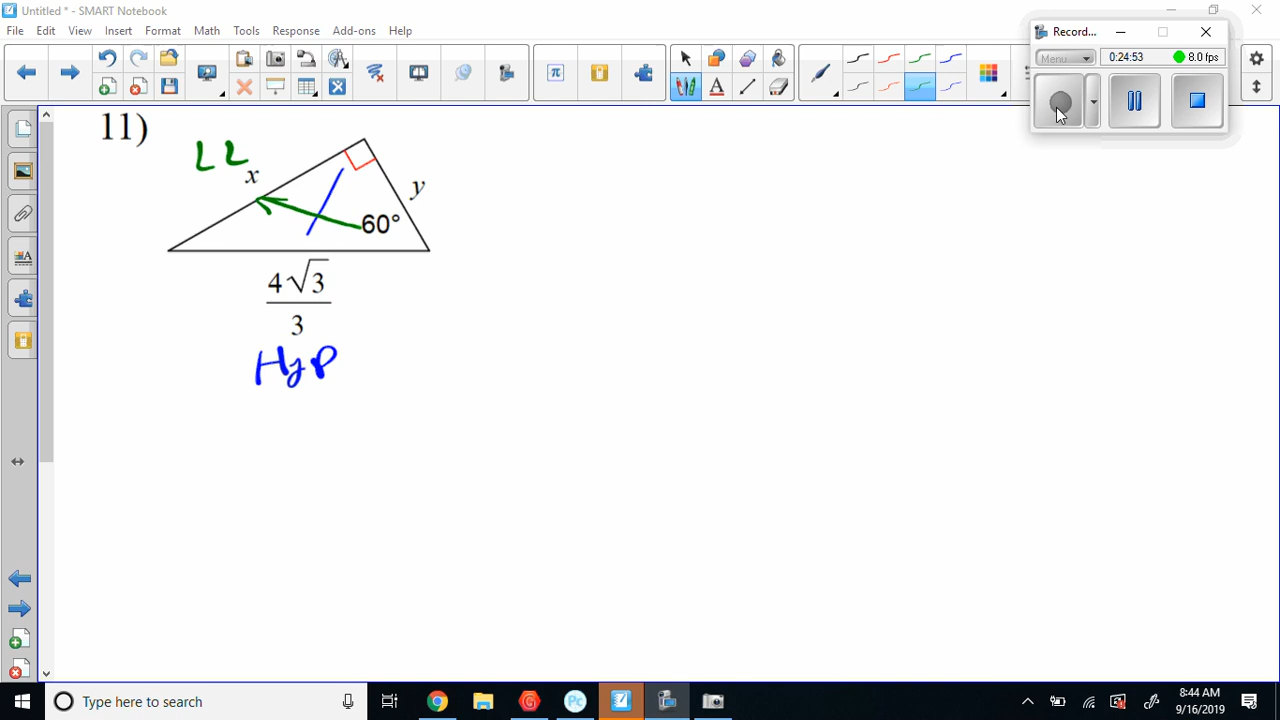 Untitled * - SMART Notebook
File Edit View Insert Format Math Tools Response Add-ons Help
Record...
Menu 0:24:53 8.0 fps
11)
LL
x
y
60°
4√3
3
Hyp
Type here to search
8:44 AM
9/16/2019